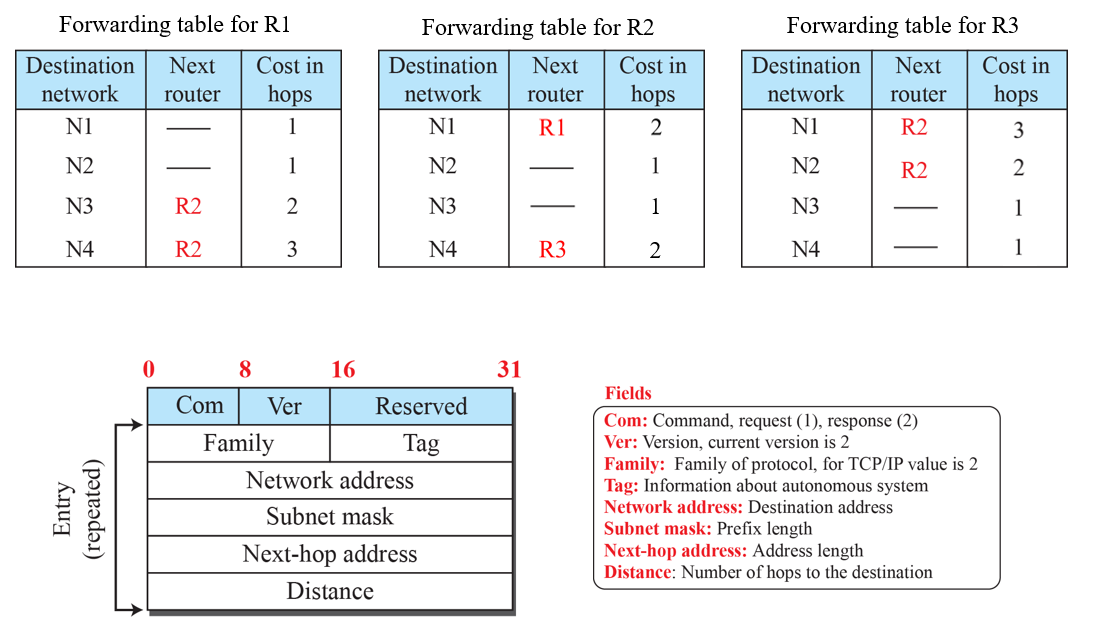 Forwarding table for R1
Destination network Next router Cost in hops
N1 — 1
N2 — 1
N3 R2 2
N4 R2 3
Forwarding table for R2
Destination network Next router Cost in hops
N1 R1 2
N2 — 1
N3 — 1
N4 R3 2
Forwarding table for R3
Destination network Next router Cost in hops
N1 R2 3
N2 R2 2
N3 — 1
N4 — 1
0 8 16 31
Com Ver Reserved
Family Tag
Network address
Subnet mask
Next-hop address
Distance
Entry
(repeated)
Fields
Com: Command, request (1), response (2)
Ver: Version, current version is 2
Family: Family of protocol, for TCP/IP value is 2
Tag: Information about autonomous system
Network address: Destination address
Subnet mask: Prefix length
Next-hop address: Address length
Distance: Number of hops to the destination